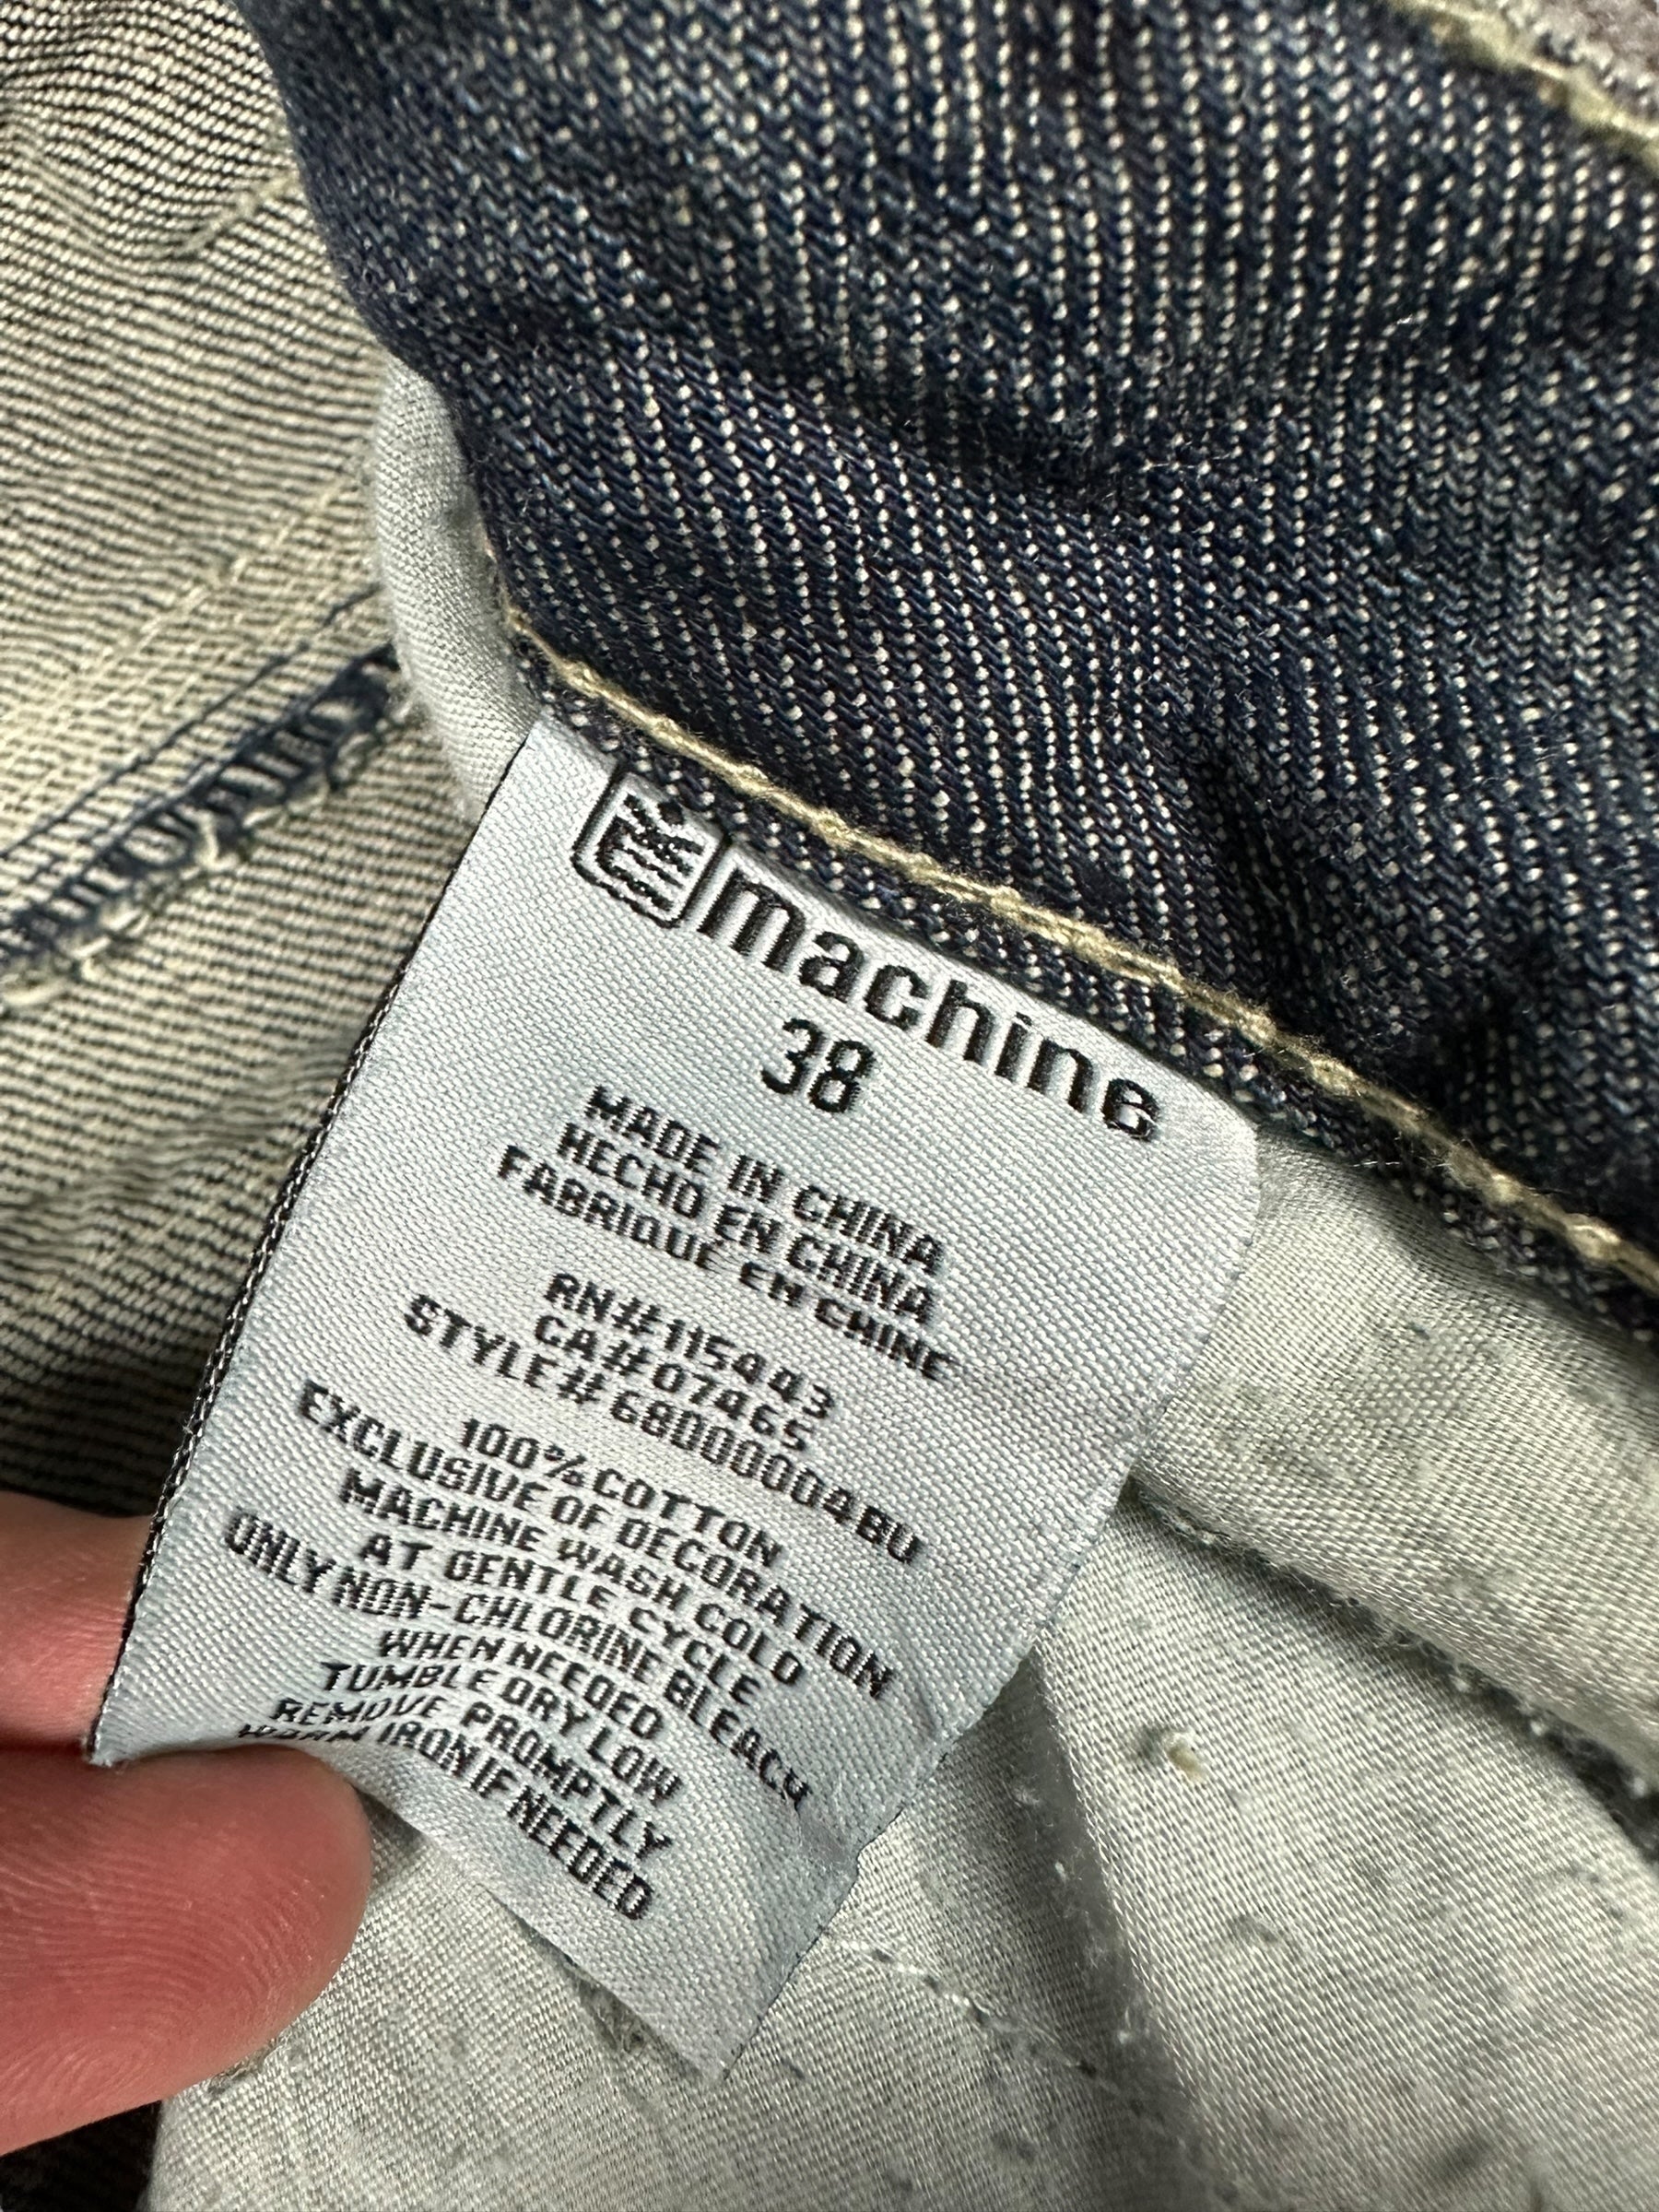 machine
38
MADE IN CHINA
HECHO EN CHINA
FABRIQUÉ EN CHINE
RN#115443
CA#07465
STYLE#68D00004BU
100% COTTON
EXCLUSIVE OF DECORATION
MACHINE WASH COLD
AT GENTLE CYCLE
ONLY NON-CHLORINE BLEACH
WHEN NEEDED
TUMBLE DRY LOW
REMOVE PROMPTLY
WARM IRON IF NEEDED